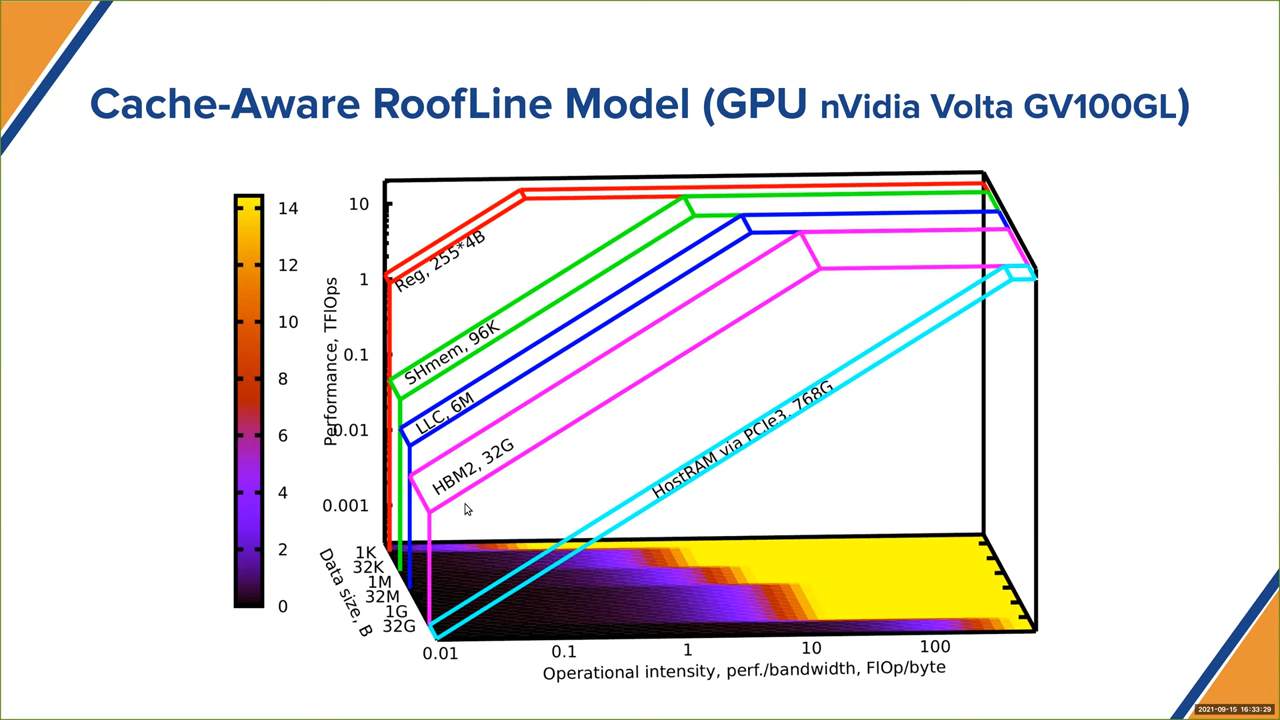 Cache-Aware RoofLine Model (GPU nVidia Volta GV100GL)
14
12
10
8
6
4
2
0
Performance, TFlOps
10
1
0.1
0.01
0.001
Reg, 255*4B
SHmem, 96K
LLC, 6M
HBM2, 32G
HostRAM via PCIe3, 768G
Data size, B
1K
32K
1M
32M
1G
32G
0.01
0.1
1
10
100
Operational intensity, perf./bandwidth, FlOp/byte
2021-09-15 16:33:29